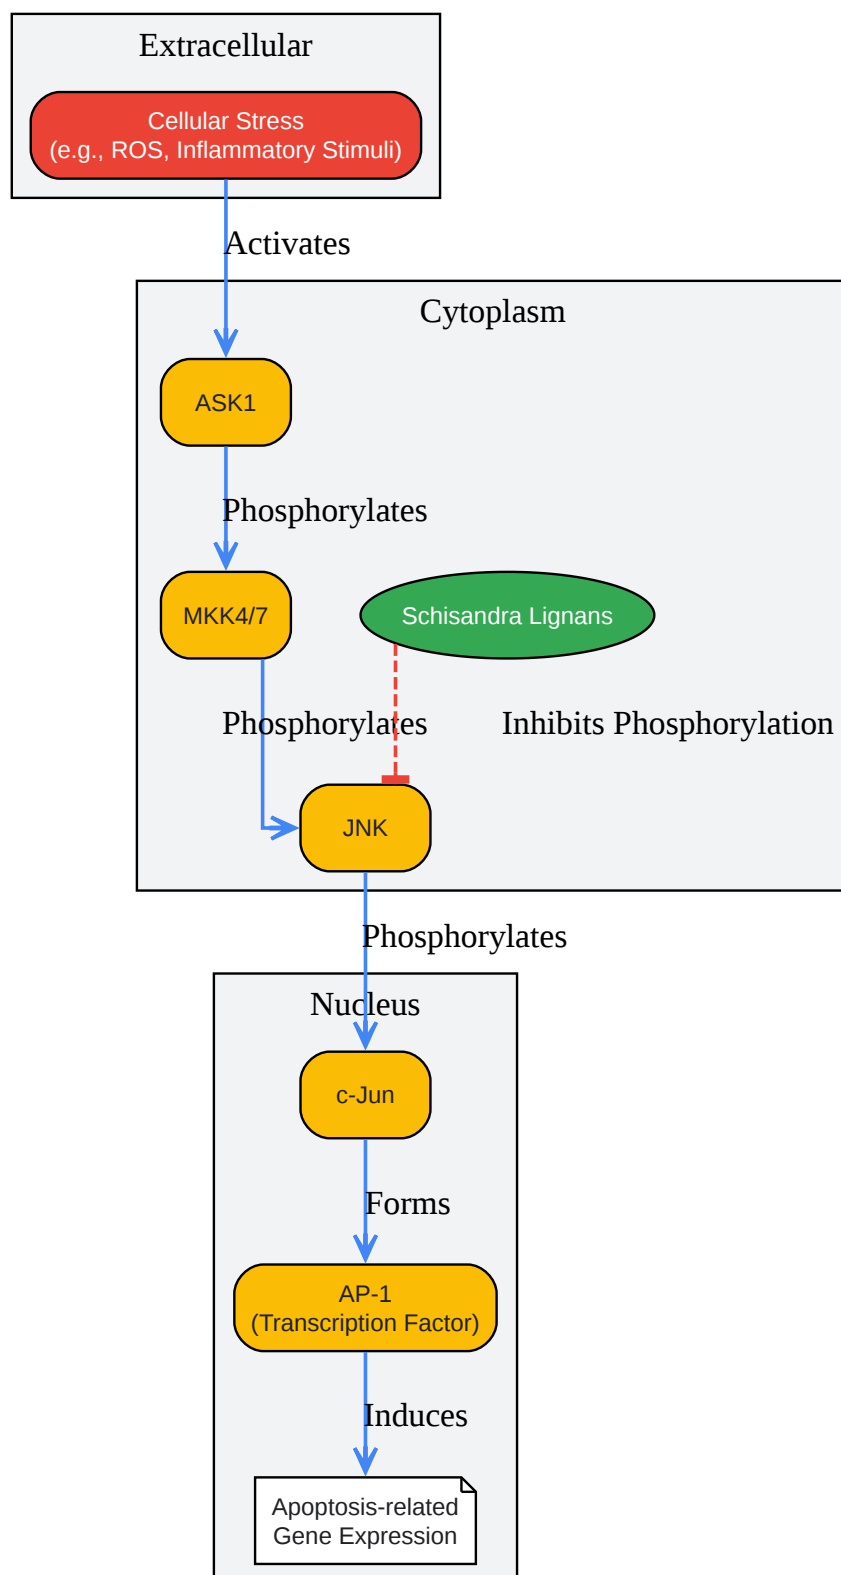 Extracellular
Cellular Stress
(e.g., ROS, Inflammatory Stimuli)
Activates
Cytoplasm
ASK1
Phosphorylates
MKK4/7
Schisandra Lignans
Phosphorylates
Inhibits Phosphorylation
JNK
Phosphorylates
Nucleus
c-Jun
Forms
AP-1
(Transcription Factor)
Induces
Apoptosis-related
Gene Expression